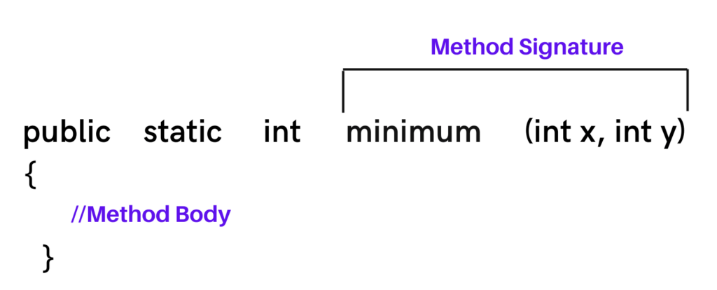 Method Signature
public static int minimum (int x, int y)
{
//Method Body
}